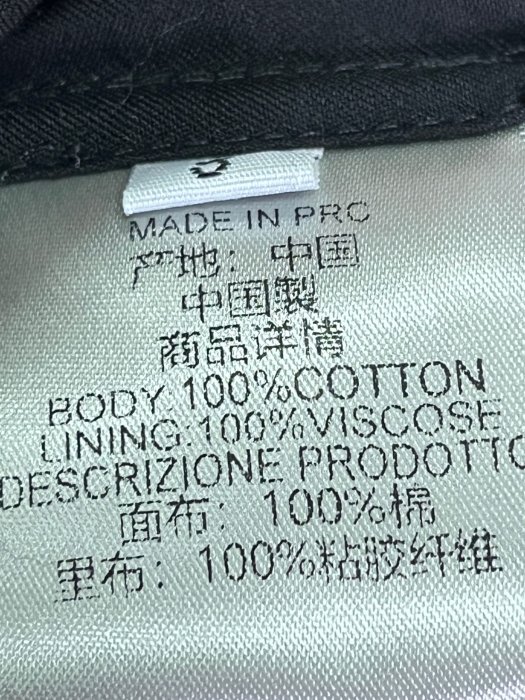 MADE IN PRC
产地：中国
中国製
商品详情
BODY:100%COTTON
LINING:100%VISCOSE
DESCRIZIONE PRODOTTO
面布：100%棉
里布：100%粘胶纤维